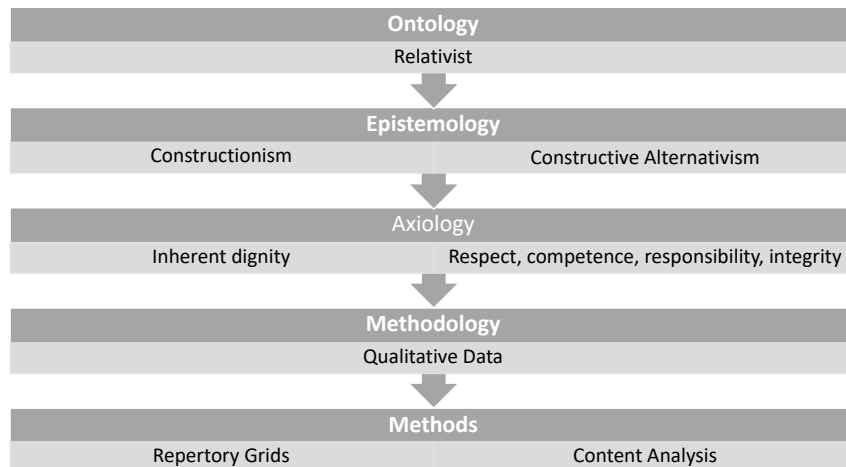 Ontology
Relativist
Epistemology
Constructionism
Constructive Alternativism
Axiology
Inherent dignity
Respect, competence, responsibility, integrity
Methodology
Qualitative Data
Methods
Repertory Grids
Content Analysis